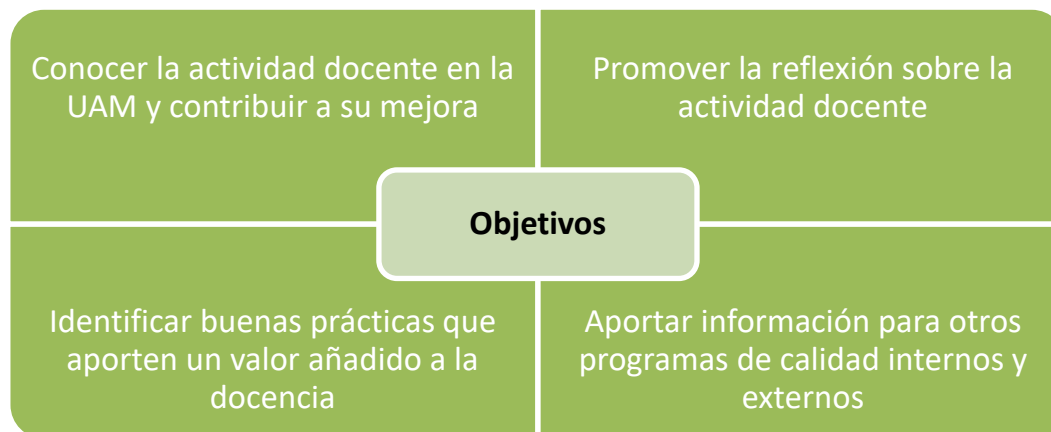 Conocer la actividad docente en la
UAM y contribuir a su mejora
Promover la reflexión sobre la
actividad docente
Objetivos
Identificar buenas prácticas que
aporten un valor añadido a la
docencia
Aportar información para otros
programas de calidad internos y
externos